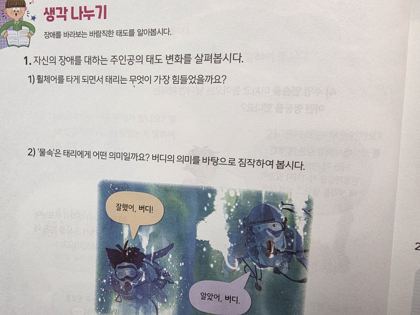 생각 나누기
장애를 바라보는 바람직한 태도를 알아봅시다.
1. 자신의 장애를 대하는 주인공의 태도 변화를 살펴봅시다.
1) 휠체어를 타게 되면서 태리는 무엇이 가장 힘들었을까요?
2) '물속'은 태리에게 어떤 의미일까요? 버디의 의미를 바탕으로 짐작하여 봅시다.
잘했어, 버디!
알았어, 버디.
2